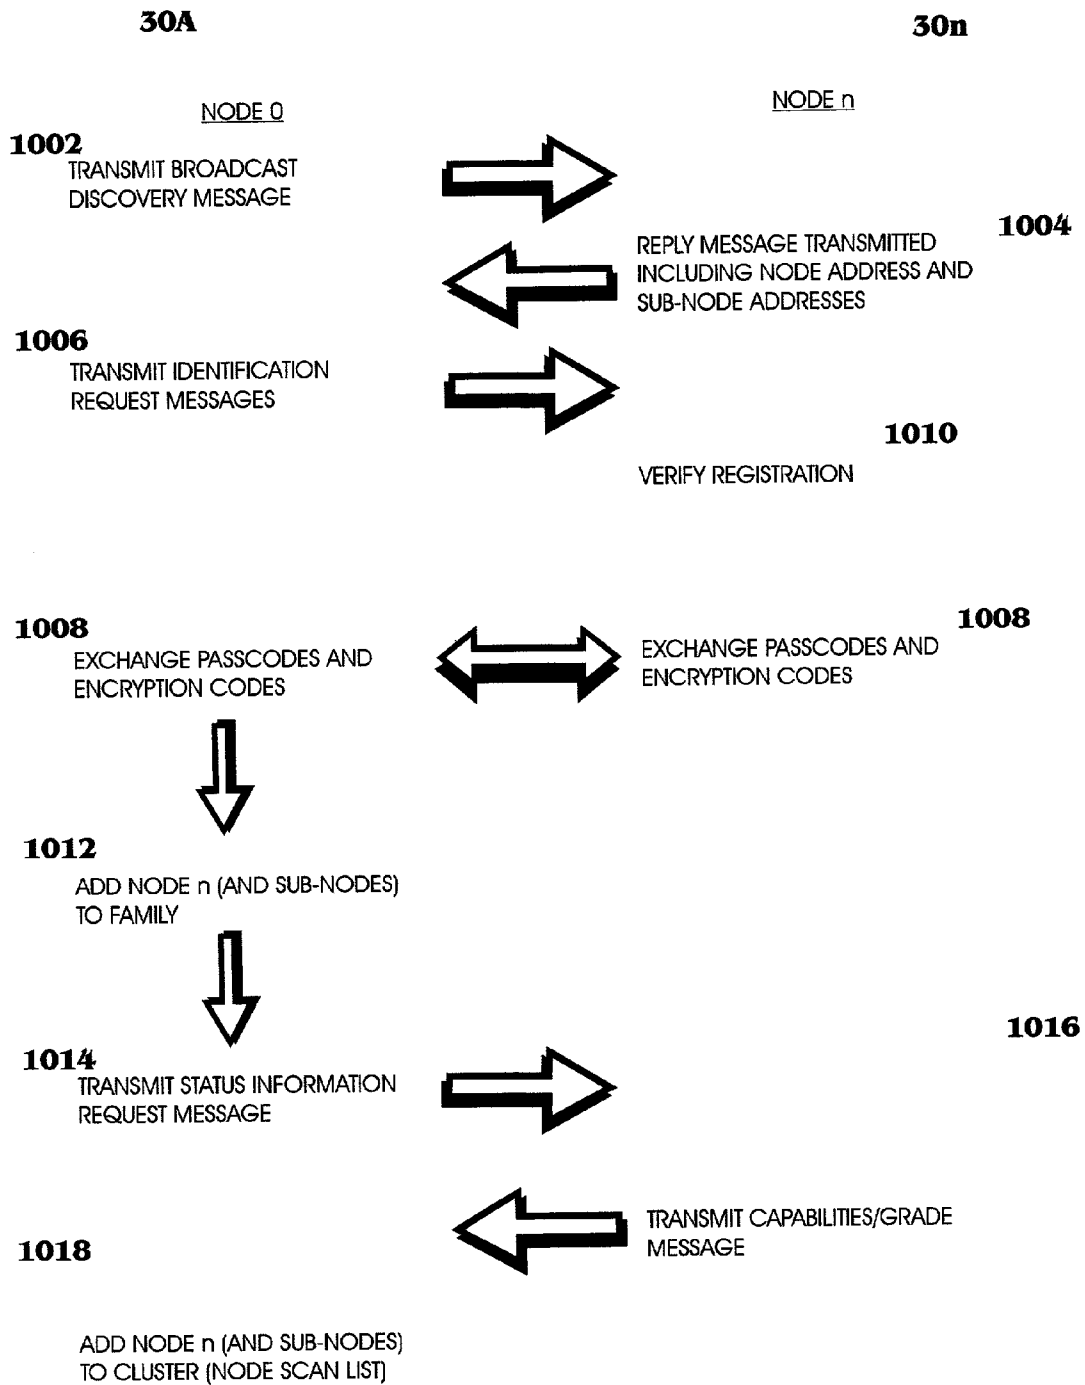 30A
30n
NODE 0
NODE n
1002
TRANSMIT BROADCAST
DISCOVERY MESSAGE
1004
REPLY MESSAGE TRANSMITTED
INCLUDING NODE ADDRESS AND
SUB-NODE ADDRESSES
1006
TRANSMIT IDENTIFICATION
REQUEST MESSAGES
1010
VERIFY REGISTRATION
1008
EXCHANGE PASSCODES AND
ENCRYPTION CODES
1008
EXCHANGE PASSCODES AND
ENCRYPTION CODES
1012
ADD NODE n (AND SUB-NODES)
TO FAMILY
1014
TRANSMIT STATUS INFORMATION
REQUEST MESSAGE
1016
TRANSMIT CAPABILITIES/GRADE
MESSAGE
1018
ADD NODE n (AND SUB-NODES)
TO CLUSTER (NODE SCAN LIST)